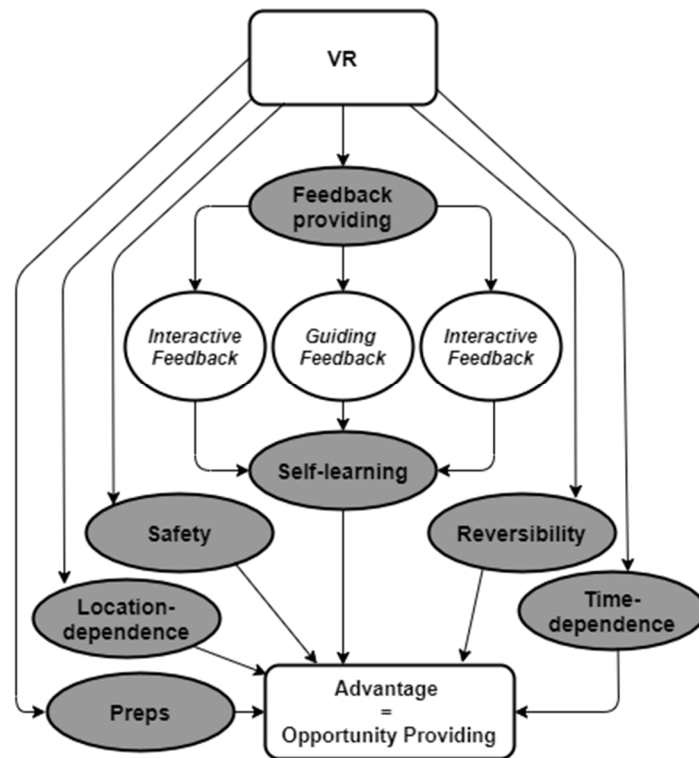 VR
Feedback
providing
Interactive
Feedback
Guiding
Feedback
Interactive
Feedback
Self-learning
Safety
Reversibility
Location-
dependence
Time-
dependence
Preps
Advantage
=
Opportunity Providing